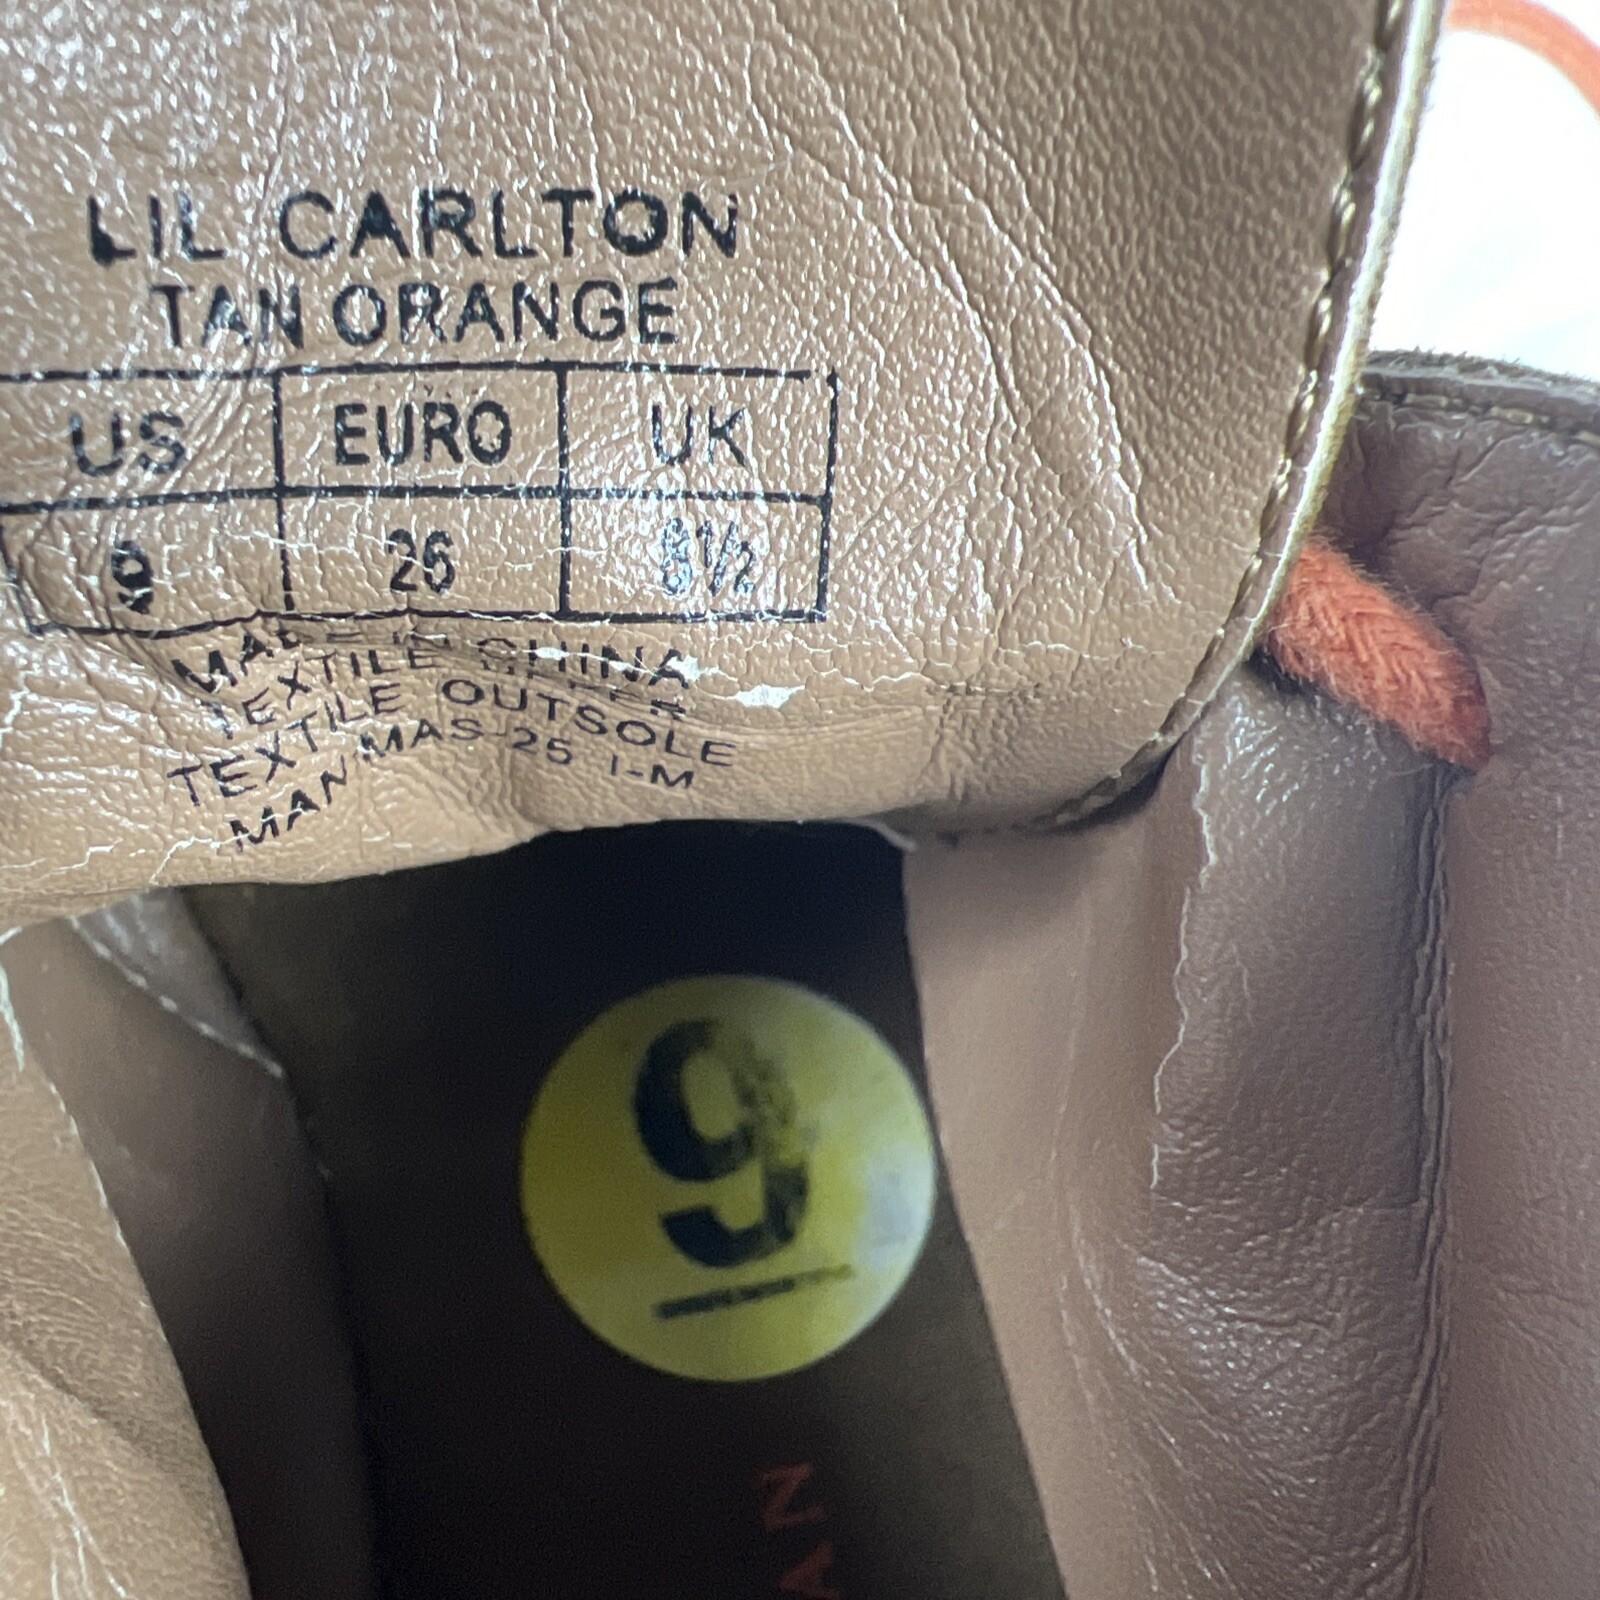 LIL CARLTON
TAN ORANGE
US EURO UK
9 26 8½
MADE IN CHINA
TEXTILE
TEXTILE OUTSOLE
MAN MAS-25 I-M
9